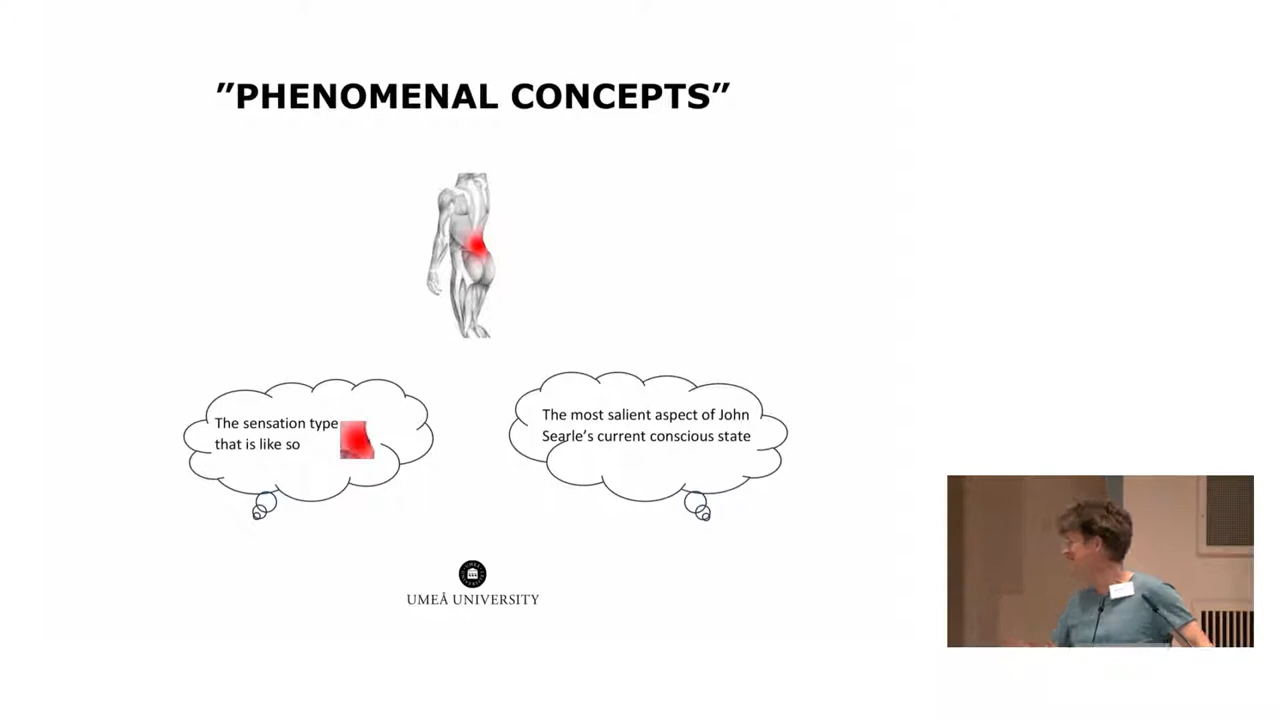 ”PHENOMENAL CONCEPTS”
The sensation type
that is like so
The most salient aspect of John
Searle’s current conscious state
UMEÅ UNIVERSITY